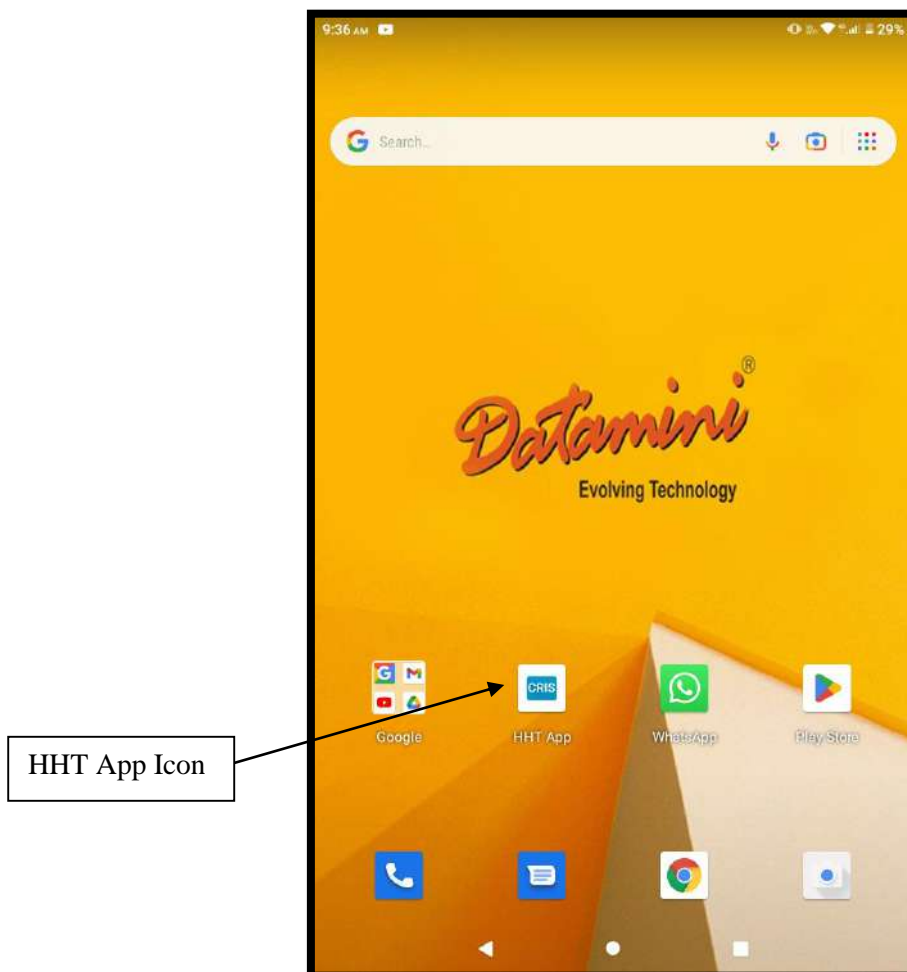 9:36 AM
29%
G Search...
Datamini®
Evolving Technology
G M
CRIS
Google
HHT App
WhatsApp
Play Store
HHT App Icon